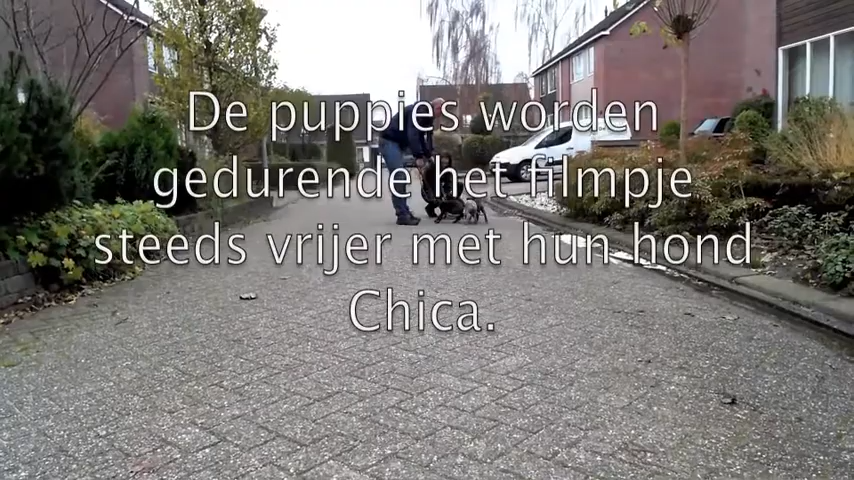 De puppies worden
gedurende het filmpje
steeds vrijer met hun hond
Chica.